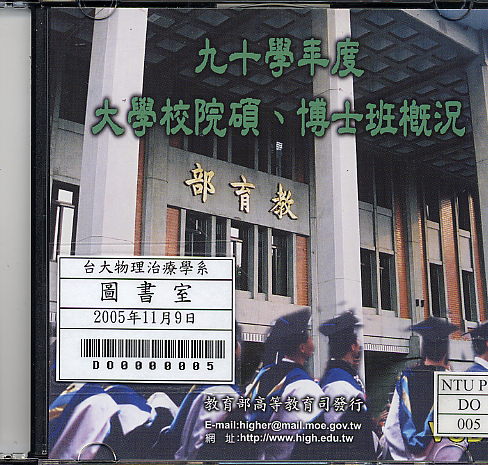 九十學年度
大學校院碩、博士班概況
部育教
台大物理治療學系
圖書室
2005年11月9日
DO0000005
NTU P
DO
005
教育部高等教育司發行
E-mail:higher@mail.moe.gov.tw
網 址:http://www.high.edu.tw